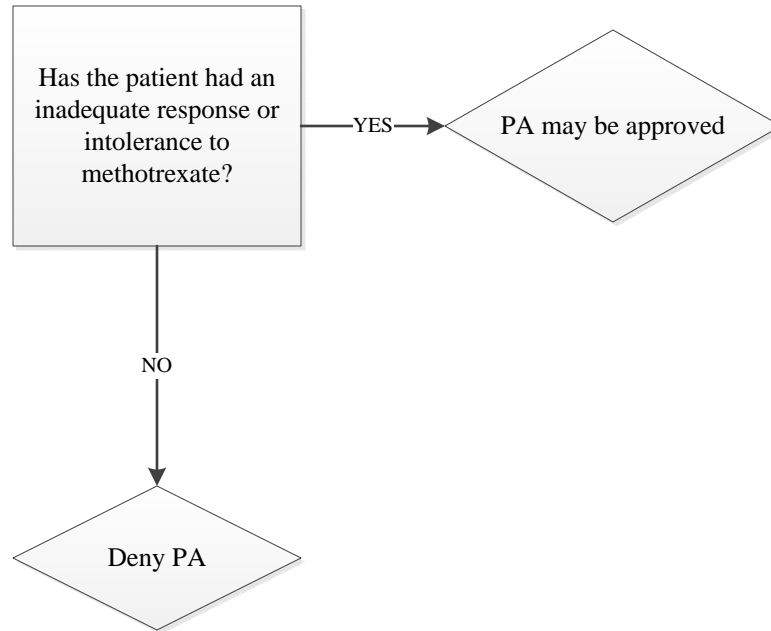 Has the patient had an
inadequate response or
intolerance to
methotrexate?
YES
PA may be approved
NO
Deny PA